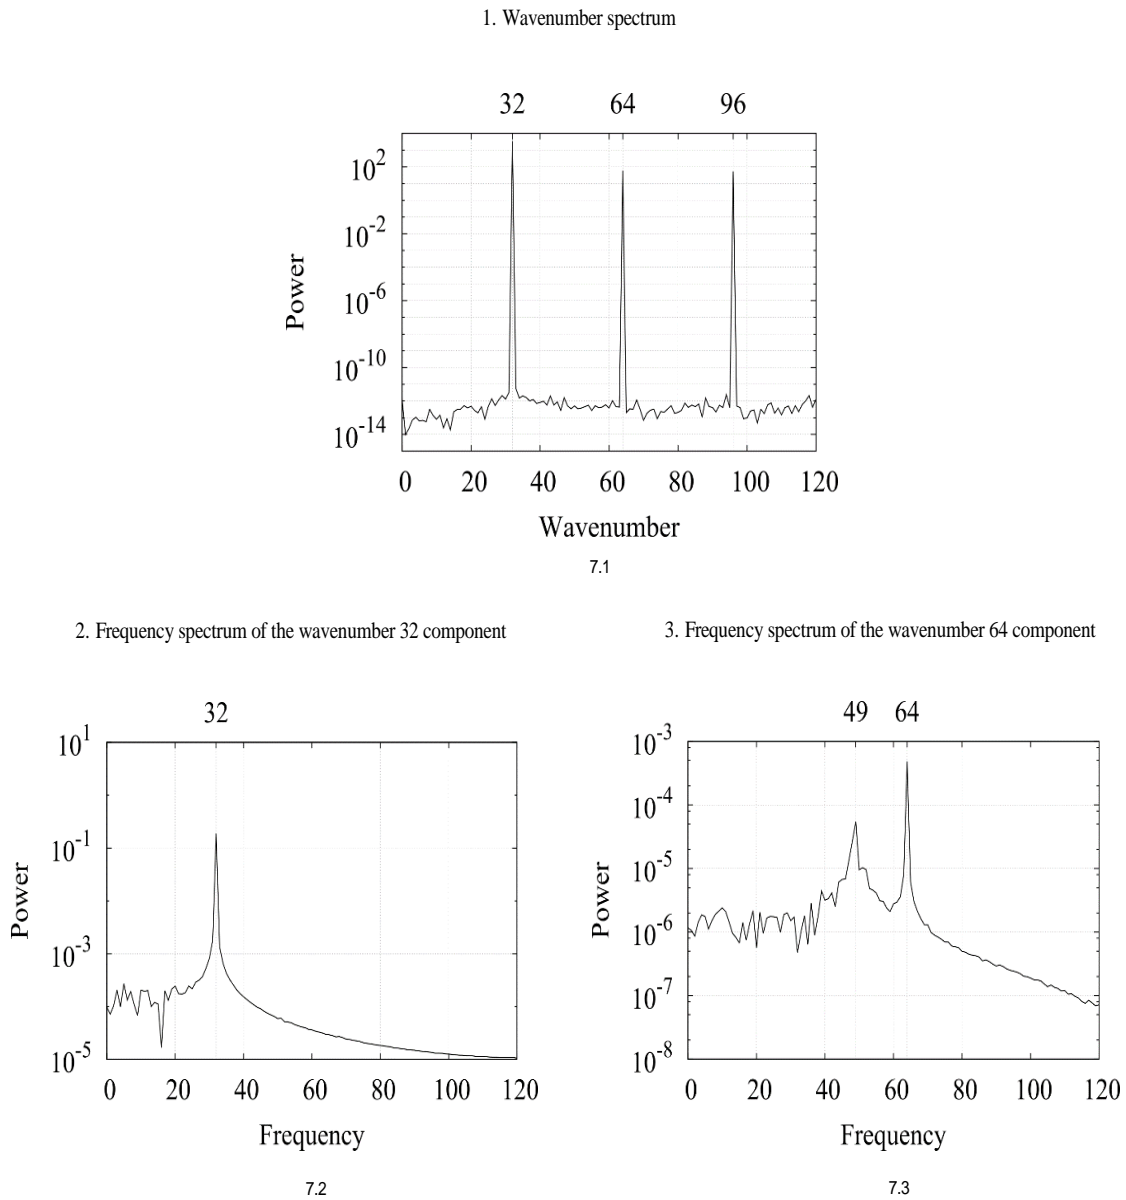 1. Wavenumber spectrum
32 64 96
10^2
10^-2
10^-6
10^-10
10^-14
Power
0 20 40 60 80 100 120
Wavenumber
7.1
2. Frequency spectrum of the wavenumber 32 component
32
10^1
10^-1
10^-3
10^-5
Power
0 20 40 60 80 100 120
Frequency
7.2
3. Frequency spectrum of the wavenumber 64 component
49 64
10^-3
10^-4
10^-5
10^-6
10^-7
10^-8
Power
0 20 40 60 80 100 120
Frequency
7.3